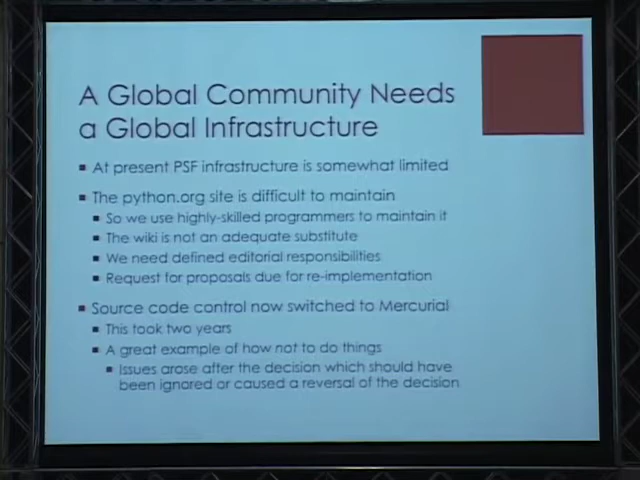 A Global Community Needs
a Global Infrastructure
At present PSF infrastructure is somewhat limited
The python.org site is difficult to maintain
So we use highly-skilled programmers to maintain it
The wiki is not an adequate substitute
We need defined editorial responsibilities
Request for proposals due for re-implementation
Source code control now switched to Mercurial
This took two years
A great example of how not to do things
Issues arose after the decision which should have
been ignored or caused a reversal of the decision